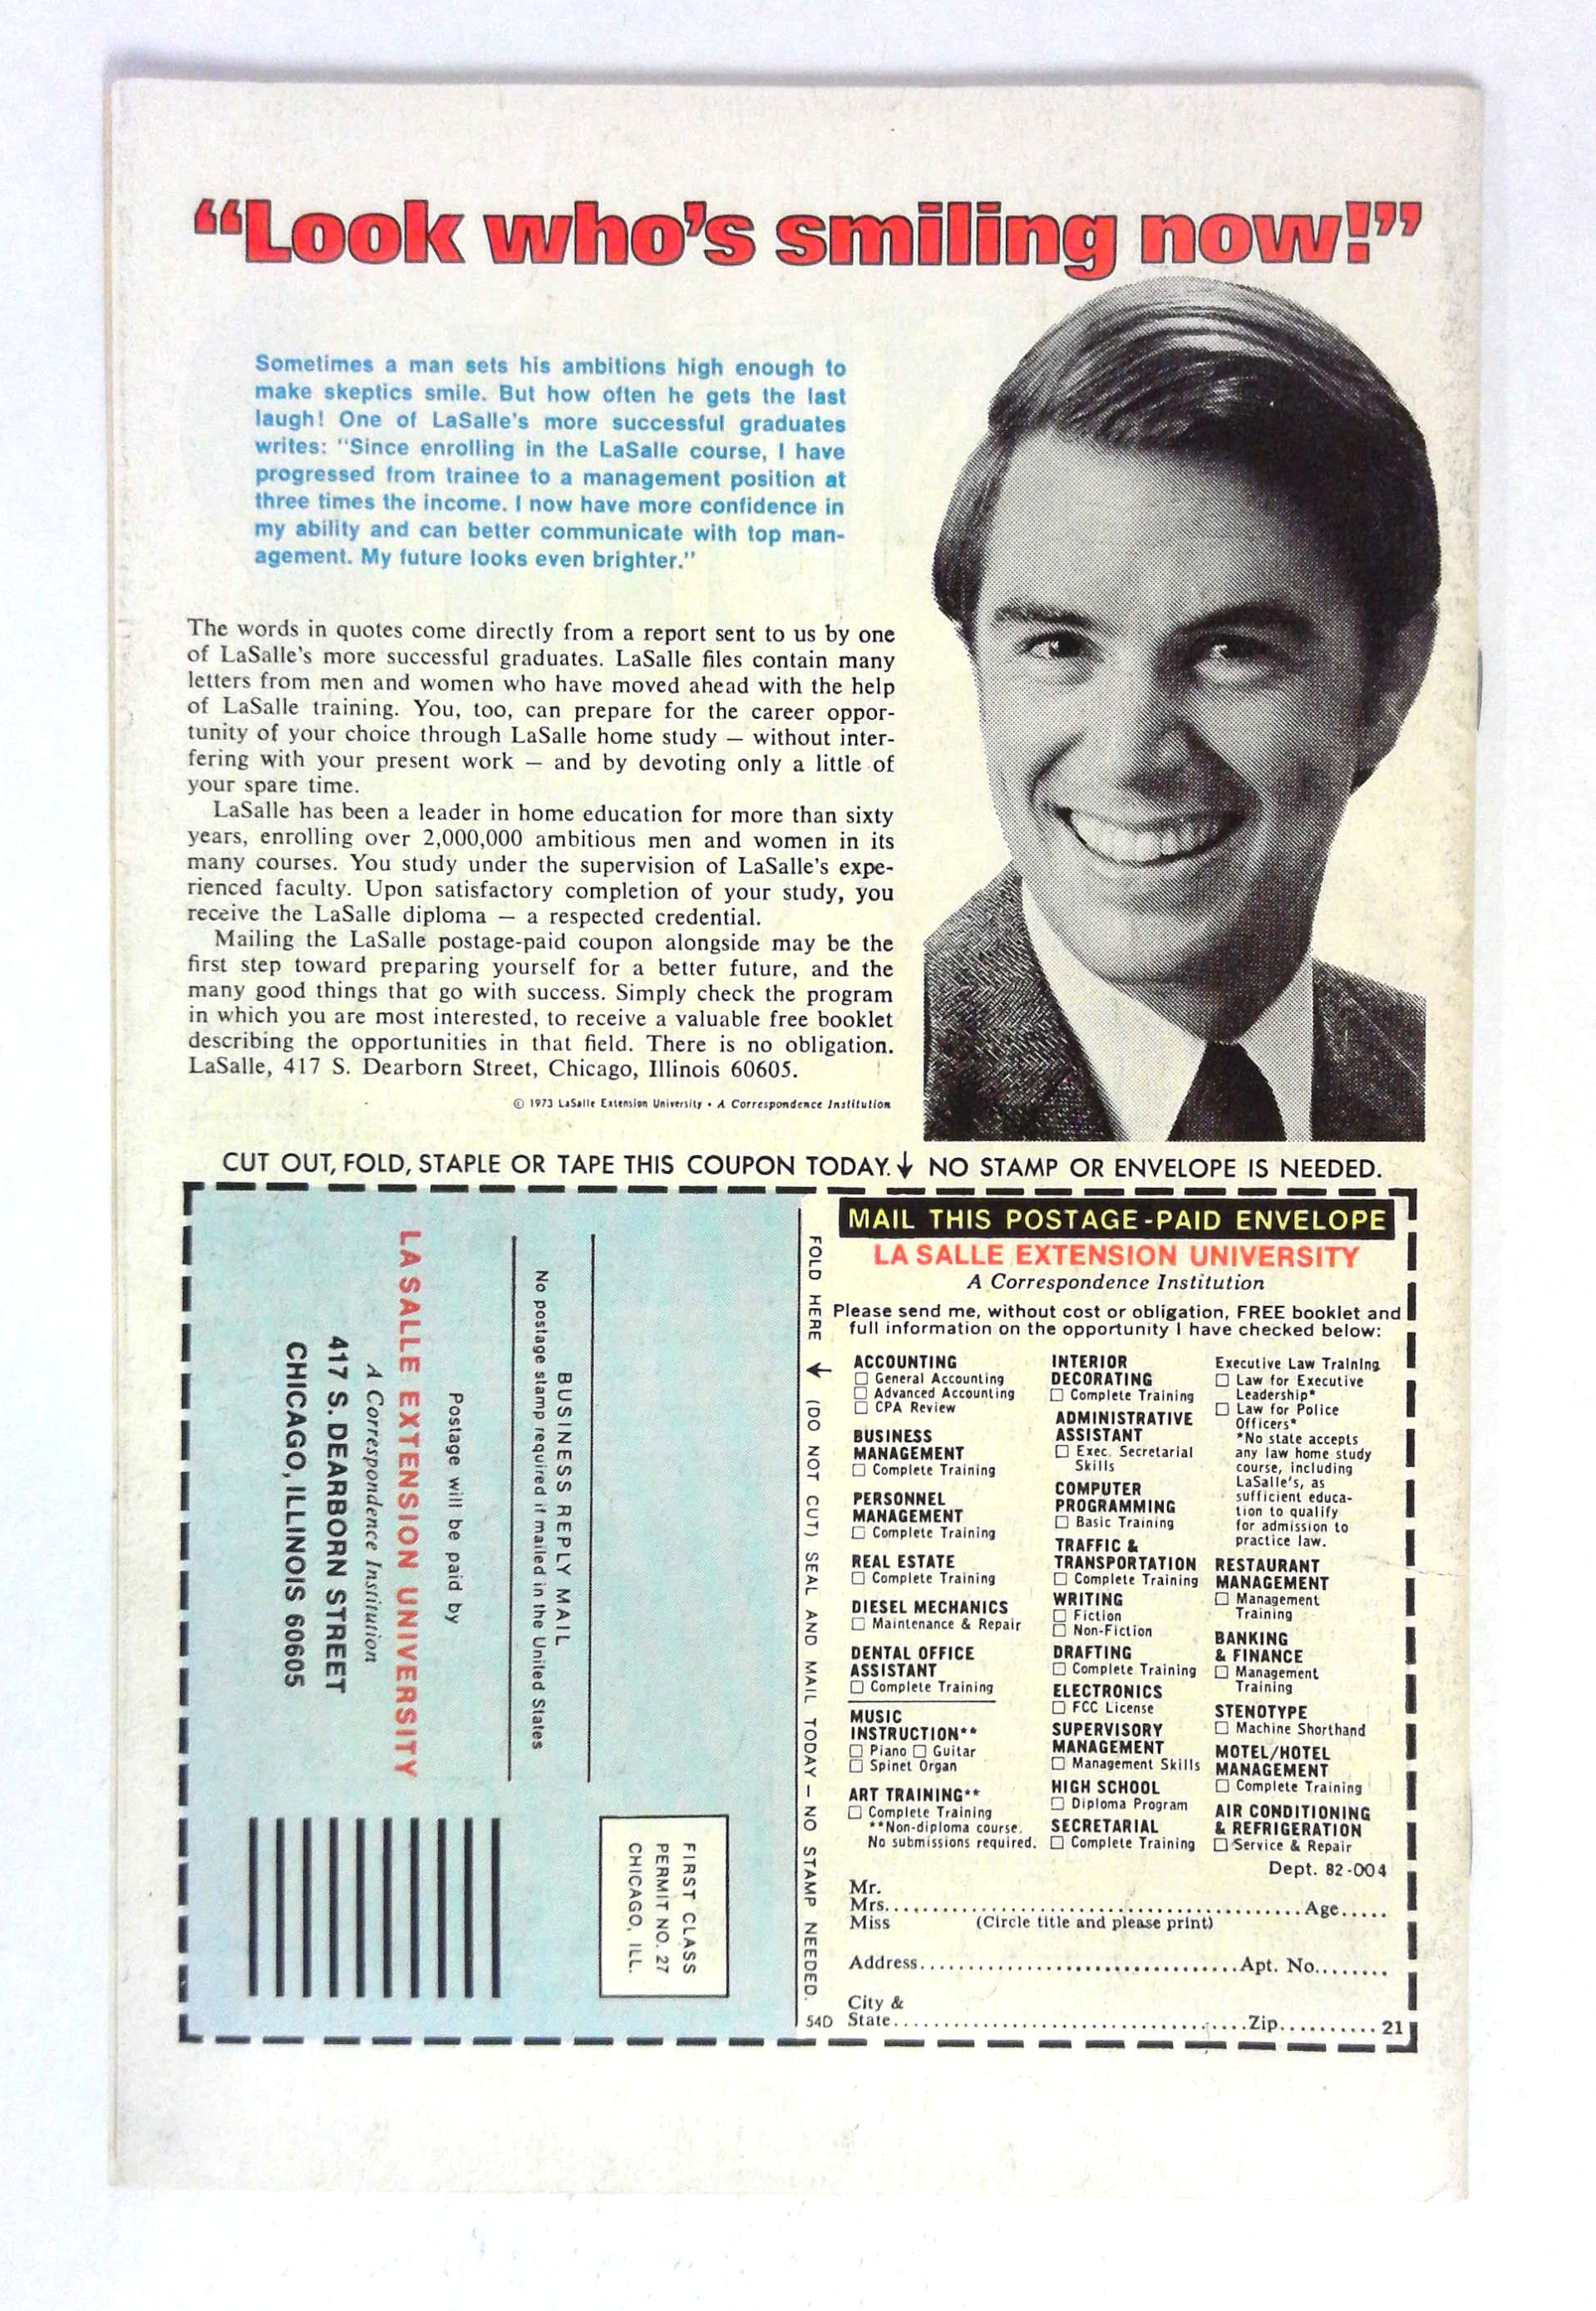 “Look who’s smiling now!”
Sometimes a man sets his ambitions high enough to
make skeptics smile. But how often he gets the last
laugh! One of LaSalle’s more successful graduates
writes: “Since enrolling in the LaSalle course, I have
progressed from trainee to a management position at
three times the income. I now have more confidence in
my ability and can better communicate with top man-
agement. My future looks even brighter.”
The words in quotes come directly from a report sent to us by one
of LaSalle’s more successful graduates. LaSalle files contain many
letters from men and women who have moved ahead with the help
of LaSalle training. You, too, can prepare for the career oppor-
tunity of your choice through LaSalle home study — without inter-
fering with your present work — and by devoting only a little of
your spare time.
LaSalle has been a leader in home education for more than sixty
years, enrolling over 2,000,000 ambitious men and women in its
many courses. You study under the supervision of LaSalle’s expe-
rienced faculty. Upon satisfactory completion of your study, you
receive the LaSalle diploma — a respected credential.
Mailing the LaSalle postage-paid coupon alongside may be the
first step toward preparing yourself for a better future, and the
many good things that go with success. Simply check the program
in which you are most interested, to receive a valuable free booklet
describing the opportunities in that field. There is no obligation.
LaSalle, 417 S. Dearborn Street, Chicago, Illinois 60605.
© 1973 LaSalle Extension University • A Correspondence Institution
CUT OUT, FOLD, STAPLE OR TAPE THIS COUPON TODAY.↓ NO STAMP OR ENVELOPE IS NEEDED.
FIRST CLASS
PERMIT NO. 27
CHICAGO, ILL.
BUSINESS REPLY MAIL
No postage stamp required if mailed in the United States
Postage will be paid by
LA SALLE EXTENSION UNIVERSITY
A Correspondence Institution
417 S. DEARBORN STREET
CHICAGO, ILLINOIS 60605
FOLD HERE ← (DO NOT CUT) SEAL AND MAIL TODAY — NO STAMP NEEDED.
54D
MAIL THIS POSTAGE-PAID ENVELOPE
LA SALLE EXTENSION UNIVERSITY
A Correspondence Institution
Please send me, without cost or obligation, FREE booklet and
full information on the opportunity I have checked below:
ACCOUNTING
☐ General Accounting
☐ Advanced Accounting
☐ CPA Review
BUSINESS
MANAGEMENT
☐ Complete Training
PERSONNEL
MANAGEMENT
☐ Complete Training
REAL ESTATE
☐ Complete Training
DIESEL MECHANICS
☐ Maintenance & Repair
DENTAL OFFICE
ASSISTANT
☐ Complete Training
MUSIC
INSTRUCTION**
☐ Piano ☐ Guitar
☐ Spinet Organ
ART TRAINING**
☐ Complete Training
**Non-diploma course.
No submissions required.
INTERIOR
DECORATING
☐ Complete Training
ADMINISTRATIVE
ASSISTANT
☐ Exec. Secretarial
Skills
COMPUTER
PROGRAMMING
☐ Basic Training
TRAFFIC &
TRANSPORTATION
☐ Complete Training
WRITING
☐ Fiction
☐ Non-Fiction
DRAFTING
☐ Complete Training
ELECTRONICS
☐ FCC License
SUPERVISORY
MANAGEMENT
☐ Management Skills
HIGH SCHOOL
☐ Diploma Program
SECRETARIAL
☐ Complete Training
Executive Law Training
☐ Law for Executive
Leadership*
☐ Law for Police
Officers*
*No state accepts
any law home study
course, including
LaSalle's, as
sufficient educa-
tion to qualify
for admission to
practice law.
RESTAURANT
MANAGEMENT
☐ Management
Training
BANKING
& FINANCE
☐ Management
Training
STENOTYPE
☐ Machine Shorthand
MOTEL/HOTEL
MANAGEMENT
☐ Complete Training
AIR CONDITIONING
& REFRIGERATION
☐ Service & Repair
Dept. 82-004
Mr.
Mrs.......................................................Age.....
Miss (Circle title and please print)
Address.......................................Apt. No........
City &
State..............................................Zip..........21